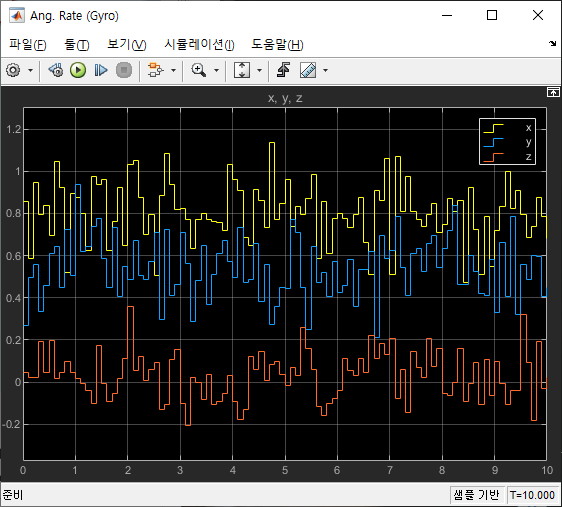 Ang. Rate (Gyro)
파일(F) 툴(T) 보기(V) 시뮬레이션(I) 도움말(H)
x, y, z
x
y
z
1.2
1
0.8
0.6
0.4
0.2
0
-0.2
0 1 2 3 4 5 6 7 8 9 10
준비 샘플 기반 T=10.000